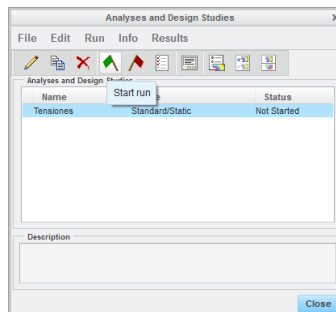 Analyses and Design Studies
File Edit Run Info Results
Analyses and Design Studies
Name Status
Start run
Tensiones Standard/Static Not Started
Description
Close